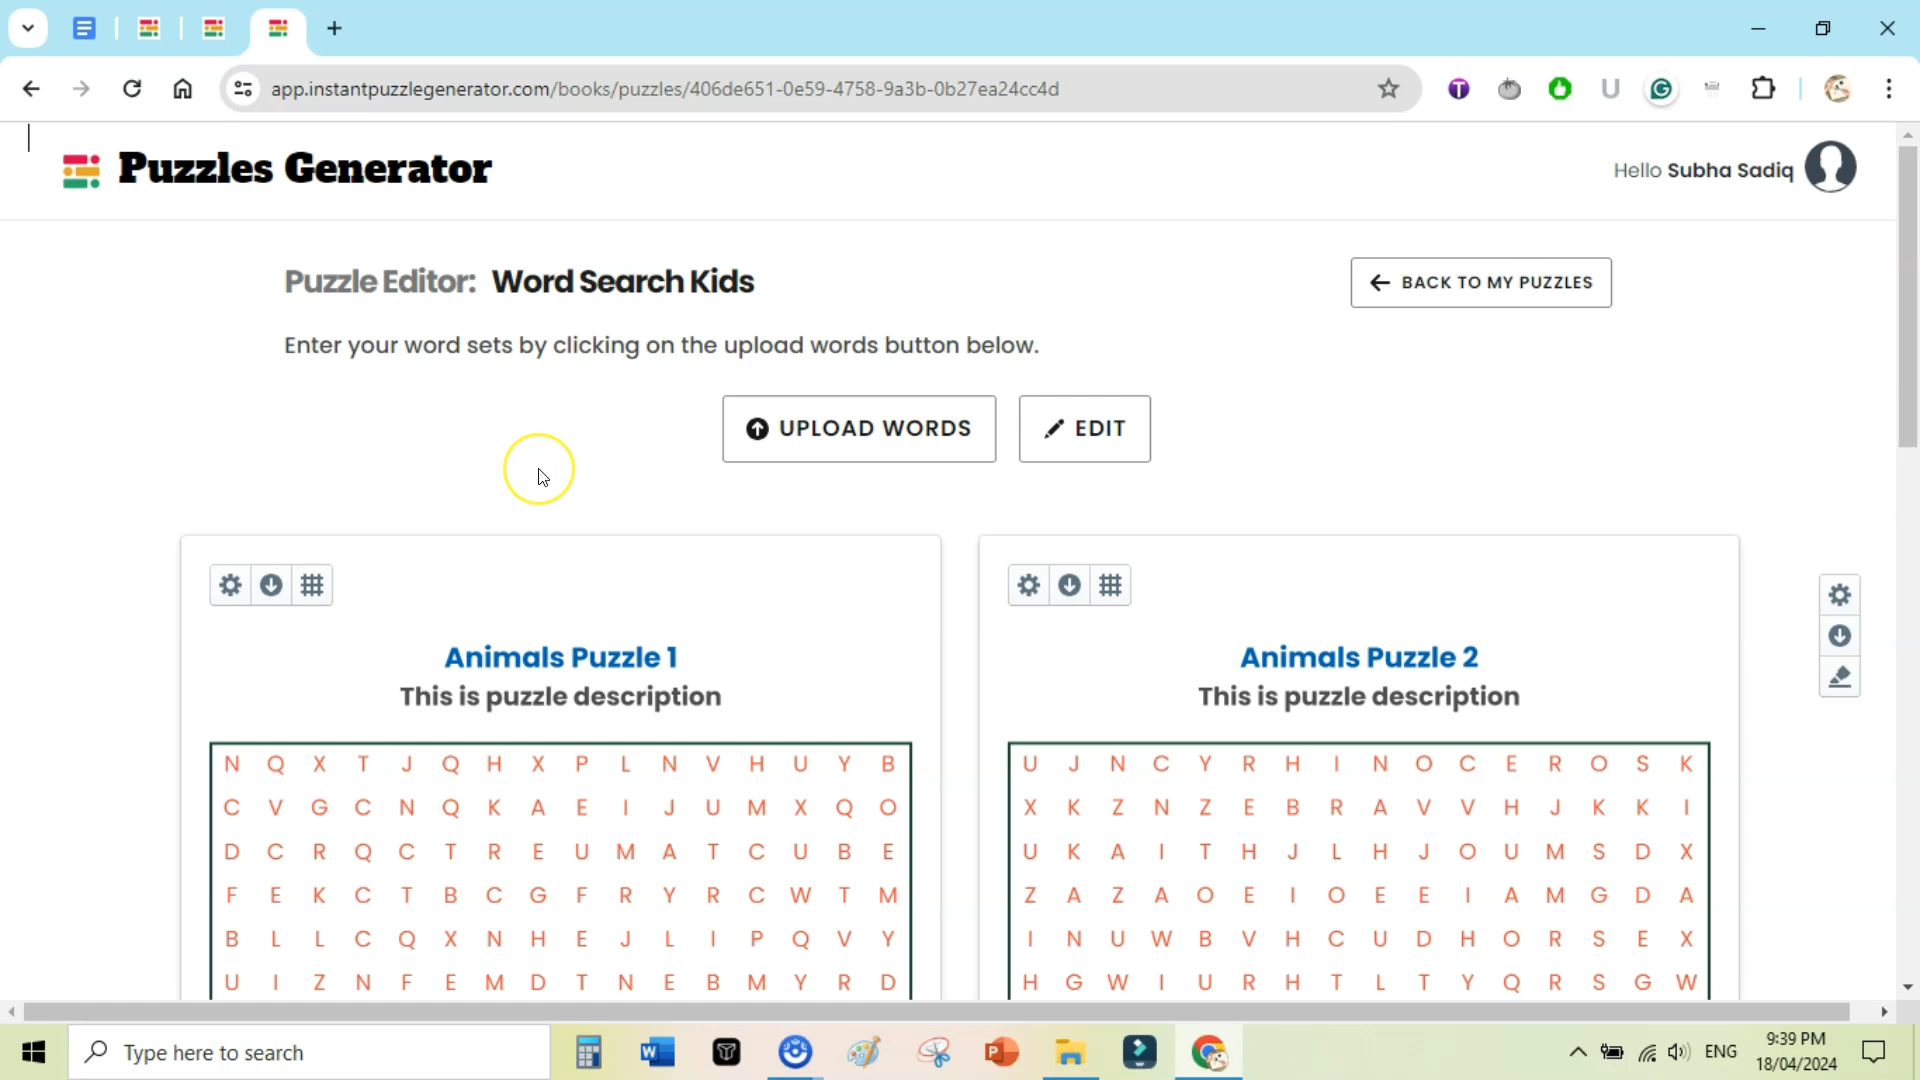 app.instantpuzzlegenerator.com/books/puzzles/406de651-0e59-4758-9a3b-0b27ea24cc4d
Puzzles Generator
Hello Subha Sadiq
Puzzle Editor: Word Search Kids
BACK TO MY PUZZLES
Enter your word sets by clicking on the upload words button below.
UPLOAD WORDS
EDIT
Animals Puzzle 1
This is puzzle description
N Q X T J Q H X P L N V H U Y B
C V G C N Q K A E I J U M X Q O
D C R Q C T R E U M A T C U B E
F E K C T B C G F R Y R C W T M
B L L C Q X N H E J L I P Q V Y
U I Z N F E M D T N E B M Y R D
Animals Puzzle 2
This is puzzle description
U J N C Y R H I N O C E R O S K
X K Z N Z E B R A V V H J K K I
U K A I T H J L H J O U M S D X
Z A Z A O E I O E E I A M G D A
I N U W B V H C U D H O R S E X
H G W I U R H T L T Y Q R S G W
Type here to search
ENG
9:39 PM
18/04/2024